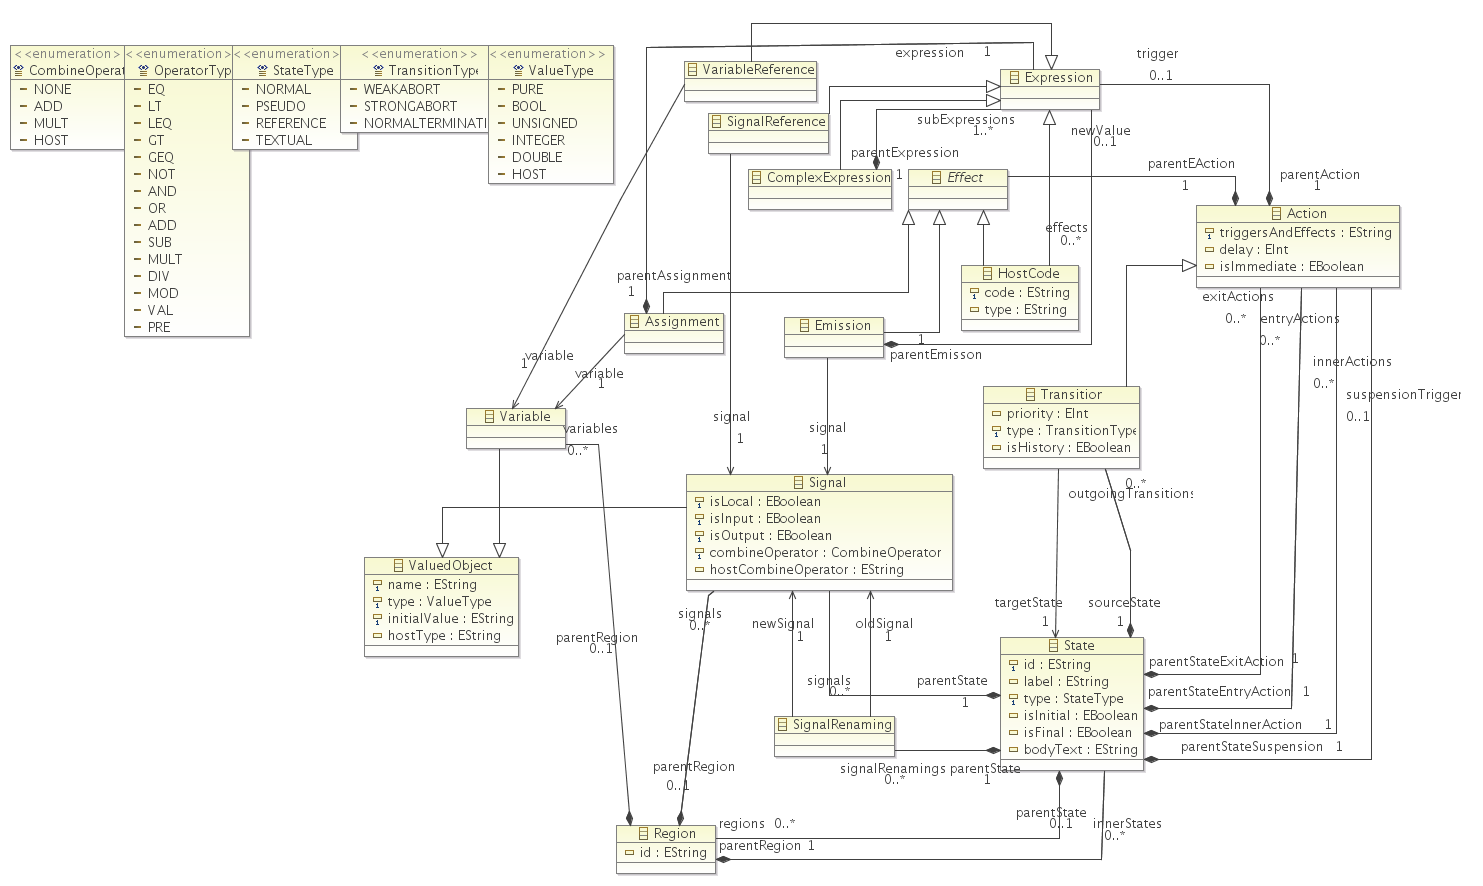 <<enumeration>
CombineOperat
NONE
ADD
MULT
HOST
<<enumeration>
OperatorTyp
EQ
LT
LEQ
GT
GEQ
NOT
AND
OR
ADD
SUB
MULT
DIV
MOD
VAL
PRE
<<enumeration>
StateType
NORMAL
PSEUDO
REFERENCE
TEXTUAL
<<enumeration>>
TransitionType
WEAKABORT
STRONGABORT
NORMALTERMINATI
<<enumeration>>
ValueType
PURE
BOOL
UNSIGNED
INTEGER
DOUBLE
HOST
expression 1
trigger
0..1
VariableReference
Expression
SignalReference
subExpressions
1..*
newValue
0..1
parentExpression
1
ComplexExpression
Effect
parentEAction
1
parentAction
1
Action
triggersAndEffects : EString
delay : EInt
isImmediate : EBoolean
effects
0..*
HostCode
code : EString
type : EString
parentAssignment
1
Assignment
Emission
1
parentEmisson
exitActions
0..*
entryActions
0..*
innerActions
0..*
suspensionTrigger
0..1
variable
1
variable
1
Variable
variables
0..*
signal
1
signal
1
Transition
priority : EInt
type : TransitionType
isHistory : EBoolean
0..*
outgoingTransitions
Signal
isLocal : EBoolean
isInput : EBoolean
isOutput : EBoolean
combineOperator : CombineOperator
hostCombineOperator : EString
ValuedObject
name : EString
type : ValueType
initialValue : EString
hostType : EString
parentRegion
0..1
signals
0..*
newSignal
1
oldSignal
1
targetState
1
sourceState
1
State
id : EString
label : EString
type : StateType
isInitial : EBoolean
isFinal : EBoolean
bodyText : EString
parentStateExitAction 1
parentStateEntryAction 1
parentStateInnerAction 1
parentStateSuspension 1
signals
0..*
parentState
1
SignalRenaming
signalRenamings
0..*
parentState
1
parentRegion
0..1
parentState
0..1
innerStates
0..*
regions 0..*
parentRegion 1
Region
id : EString